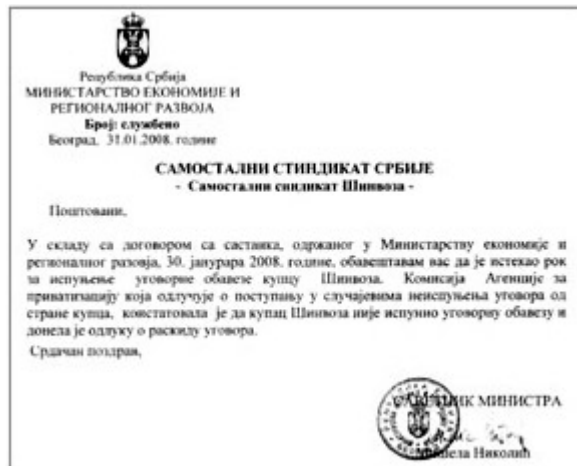 Република Србија
МИНИСТАРСТВО ЕКОНОМИЈЕ И
РЕГИОНАЛНОГ РАЗВОЈА
Број: службено
Београд, 31.01.2008. године
САМОСТАЛНИ СТИНДИКАТ СРБИЈЕ
- Самостални синдикат Шинвоза -
Поштовани,
У складу са договором са састанка, одржаног у Министарству економије и
регионалног развоја, 30. јанурара 2008. године, обавештавам вас да је истекао рок
за испуњење уговорне обавезе купцу Шинвоза. Комисија Агенције за
приватизацију која одлучује о поступању у случајевима неиспуњења уговора од
стране купца, констатовала је да купац Шинвоза није испунио уговорну обавезу и
донела је одлуку о раскиду уговора.
Срдачан поздрав,
МИНИСТРА
Николић